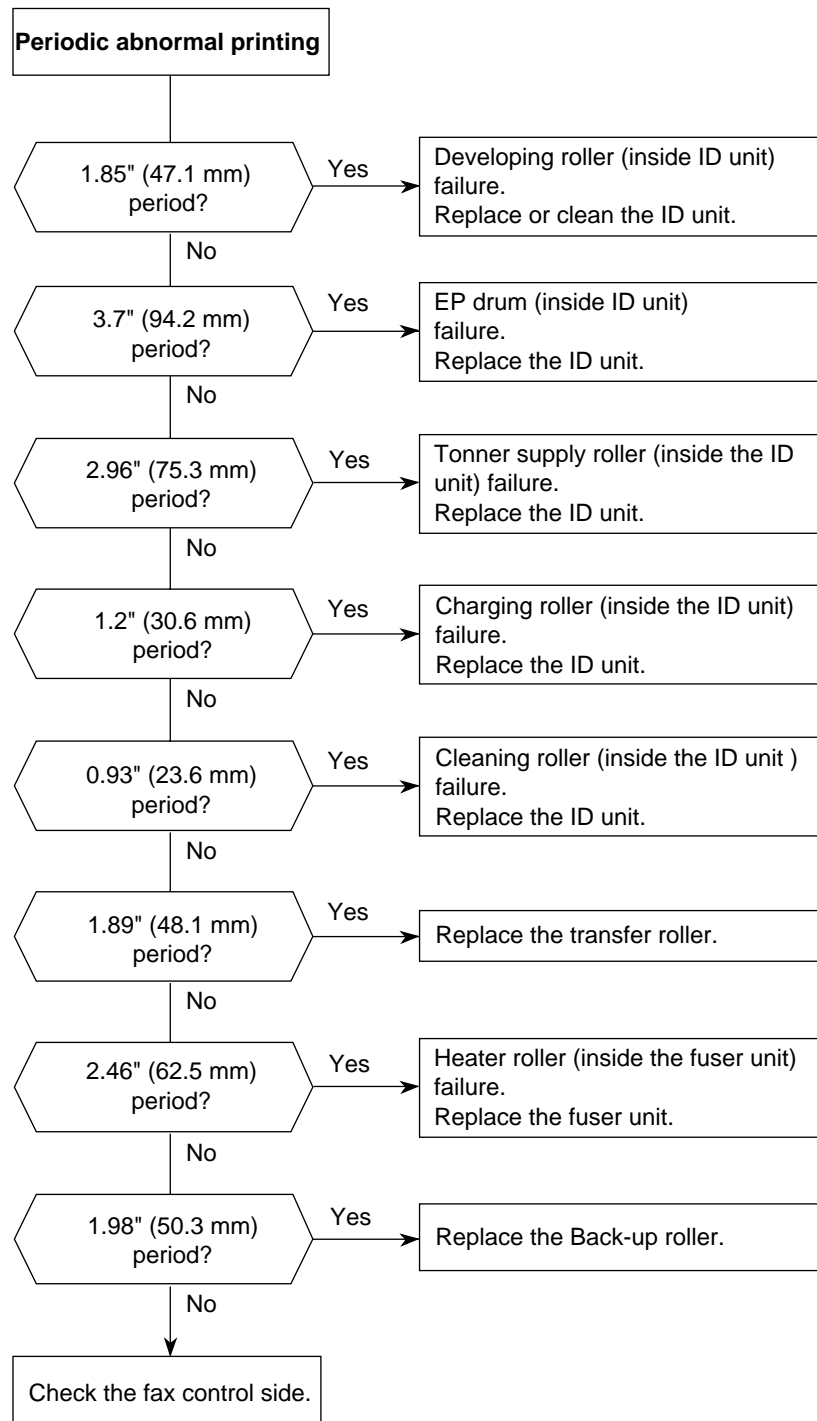 Periodic abnormal printing
1.85" (47.1 mm)
period?
Yes
Developing roller (inside ID unit)
failure.
Replace or clean the ID unit.
No
3.7" (94.2 mm)
period?
Yes
EP drum (inside ID unit)
failure.
Replace the ID unit.
No
2.96" (75.3 mm)
period?
Yes
Tonner supply roller (inside the ID
unit) failure.
Replace the ID unit.
No
1.2" (30.6 mm)
period?
Yes
Charging roller (inside the ID unit)
failure.
Replace the ID unit.
No
0.93" (23.6 mm)
period?
Yes
Cleaning roller (inside the ID unit )
failure.
Replace the ID unit.
No
1.89" (48.1 mm)
period?
Yes
Replace the transfer roller.
No
2.46" (62.5 mm)
period?
Yes
Heater roller (inside the fuser unit)
failure.
Replace the fuser unit.
No
1.98" (50.3 mm)
period?
Yes
Replace the Back-up roller.
No
Check the fax control side.